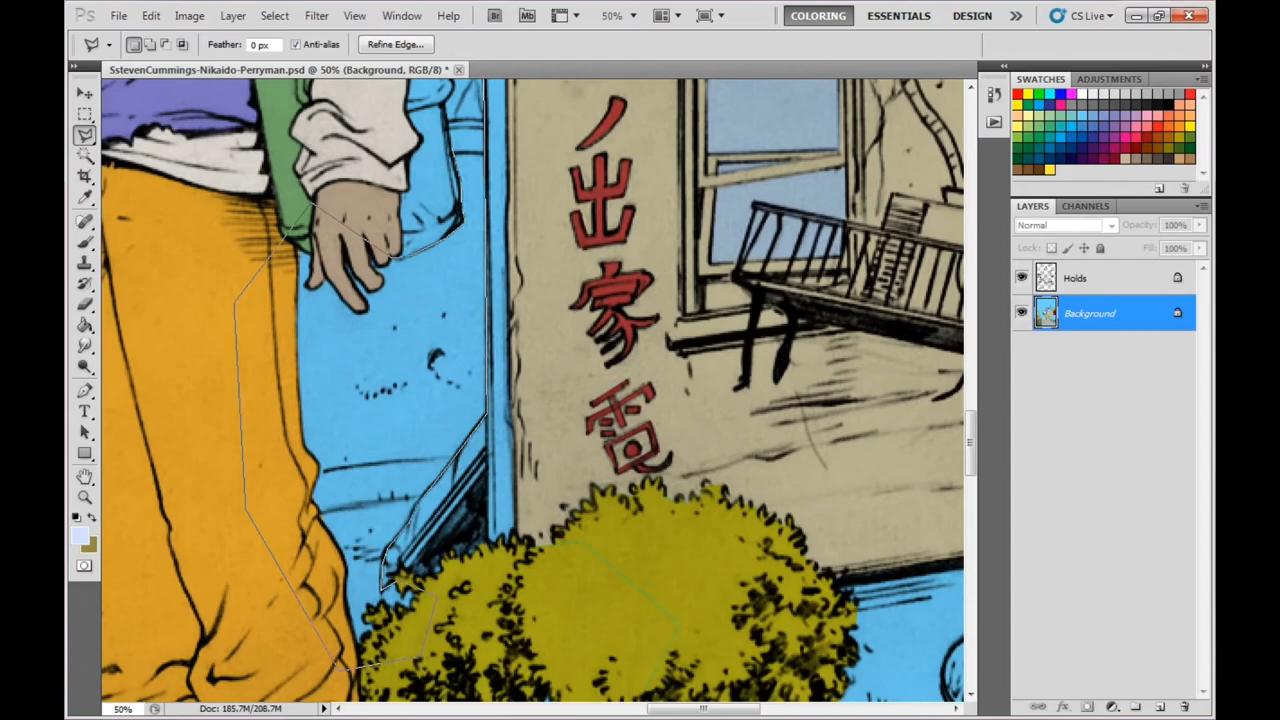 Ps File Edit Image Layer Select Filter View Window Help Br Mb 50% COLORING ESSENTIALS DESIGN CS Live
Feather: 0 px Anti-alias Refine Edge...
SstevenCummings-Nikaido-Perryman.psd @ 50% (Background, RGB/8) *
SWATCHES ADJUSTMENTS
LAYERS CHANNELS
Normal Opacity: 100%
Lock: Fill: 100%
Holds
Background
ノ
出
家
電
50% Doc: 185.7M/208.7M